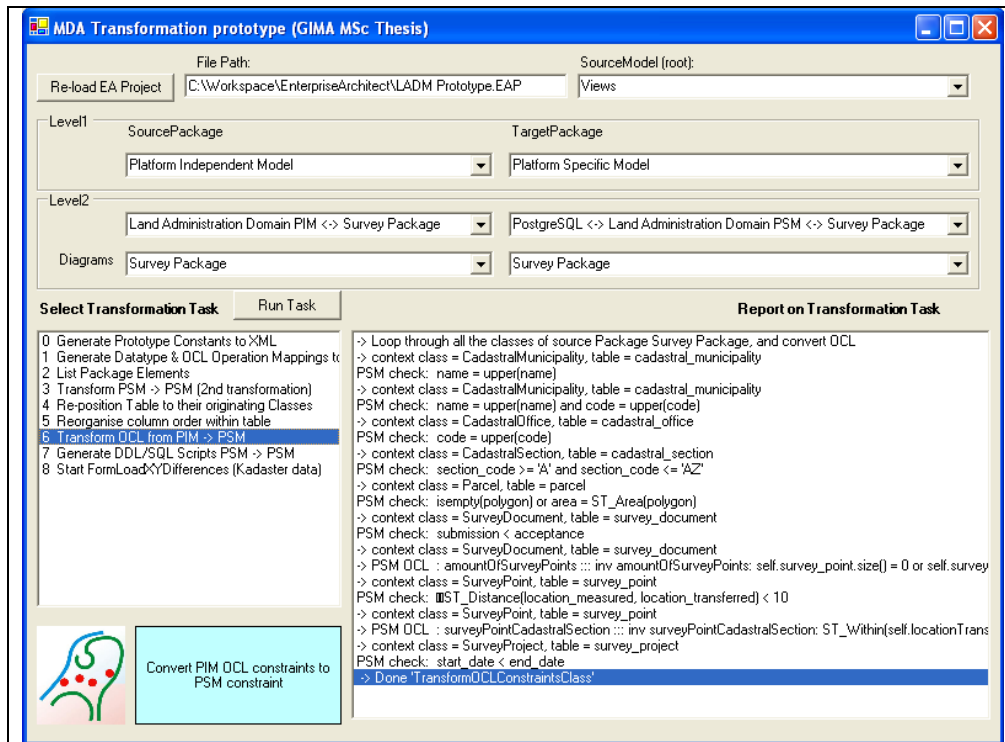 MDA Transformation prototype (GIMA MSc Thesis)
File Path:
SourceModel (root):
Re-load EA Project
C:\Workspace\EnterpriseArchitect\LADM Prototype.EAP
Views
Level1
SourcePackage
TargetPackage
Platform Independent Model
Platform Specific Model
Level2
Land Administration Domain PIM <-> Survey Package
PostgreSQL <-> Land Administration Domain PSM <-> Survey Package
Diagrams
Survey Package
Survey Package
Select Transformation Task
Run Task
Report on Transformation Task
0 Generate Prototype Constants to XML
1 Generate Datatype & OCL Operation Mappings to
2 List Package Elements
3 Transform PSM -> PSM (2nd transformation)
4 Re-position Table to their originating Classes
5 Reorganise column order within table
6 Transform OCL from PIM -> PSM
7 Generate DDL/SQL Scripts PSM -> PSM
8 Start FormLoadXYDifferences (Kadaster data)
-> Loop through all the classes of source Package Survey Package, and convert OCL
-> context class = CadastralMunicipality, table = cadastral_municipality
PSM check: name = upper(name)
-> context class = CadastralMunicipality, table = cadastral_municipality
PSM check: name = upper(name) and code = upper(code)
-> context class = CadastralOffice, table = cadastral_office
PSM check: code = upper(code)
-> context class = CadastralSection, table = cadastral_section
PSM check: section_code >= 'A' and section_code <= 'AZ'
-> context class = Parcel, table = parcel
PSM check: isempty(polygon) or area = ST_Area(polygon)
-> context class = SurveyDocument, table = survey_document
PSM check: submission < acceptance
-> context class = SurveyDocument, table = survey_document
-> PSM OCL : amountOfSurveyPoints ::: inv amountOfSurveyPoints: self.survey_point.size() = 0 or self.survey
-> context class = SurveyPoint, table = survey_point
PSM check: ST_Distance(location_measured, location_transferred) < 10
-> context class = SurveyPoint, table = survey_point
-> PSM OCL : surveyPointCadastralSection ::: inv surveyPointCadastralSection: ST_Within(self.locationTrans
-> context class = SurveyProject, table = survey_project
PSM check: start_date < end_date
-> Done 'TransformOCLConstraintsClass'
Convert PIM OCL constraints to
PSM constraint